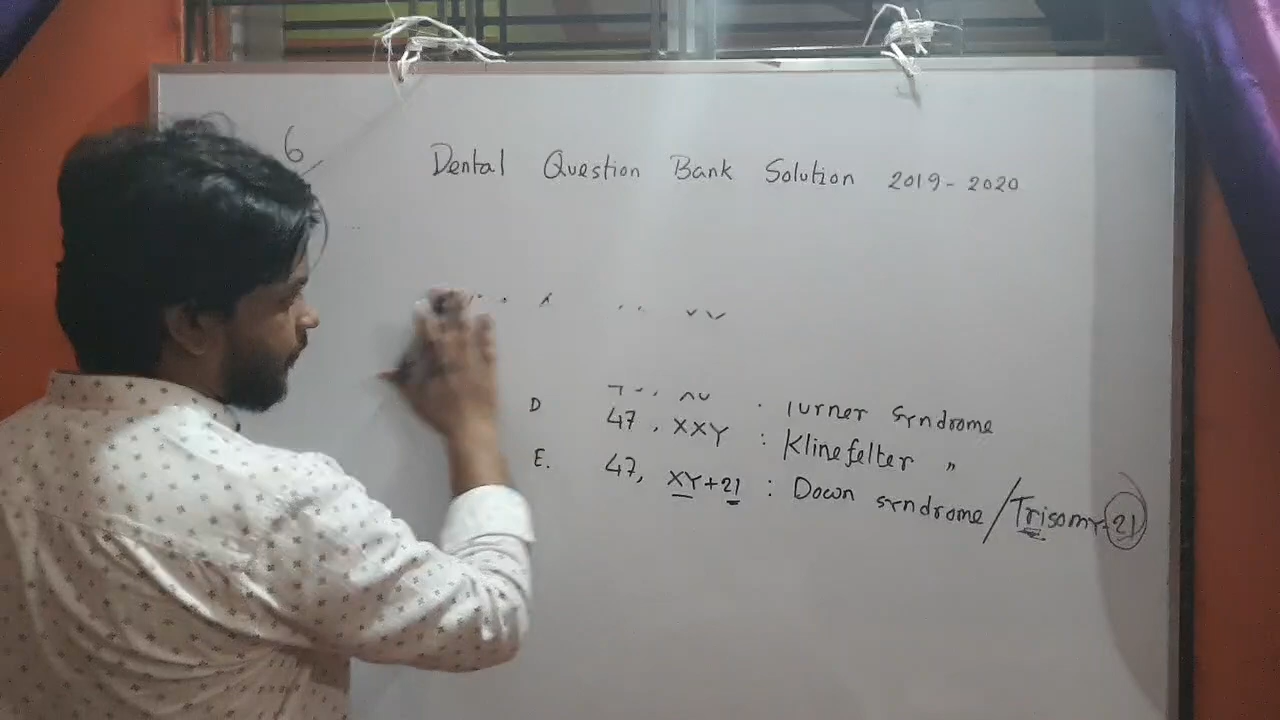 6
Dental Question Bank Solution 2019 - 2020
: Turner syndrome
D 47, XXY : Klinefelter "
E. 47, XY+21 : Down syndrome / Trisomy-21